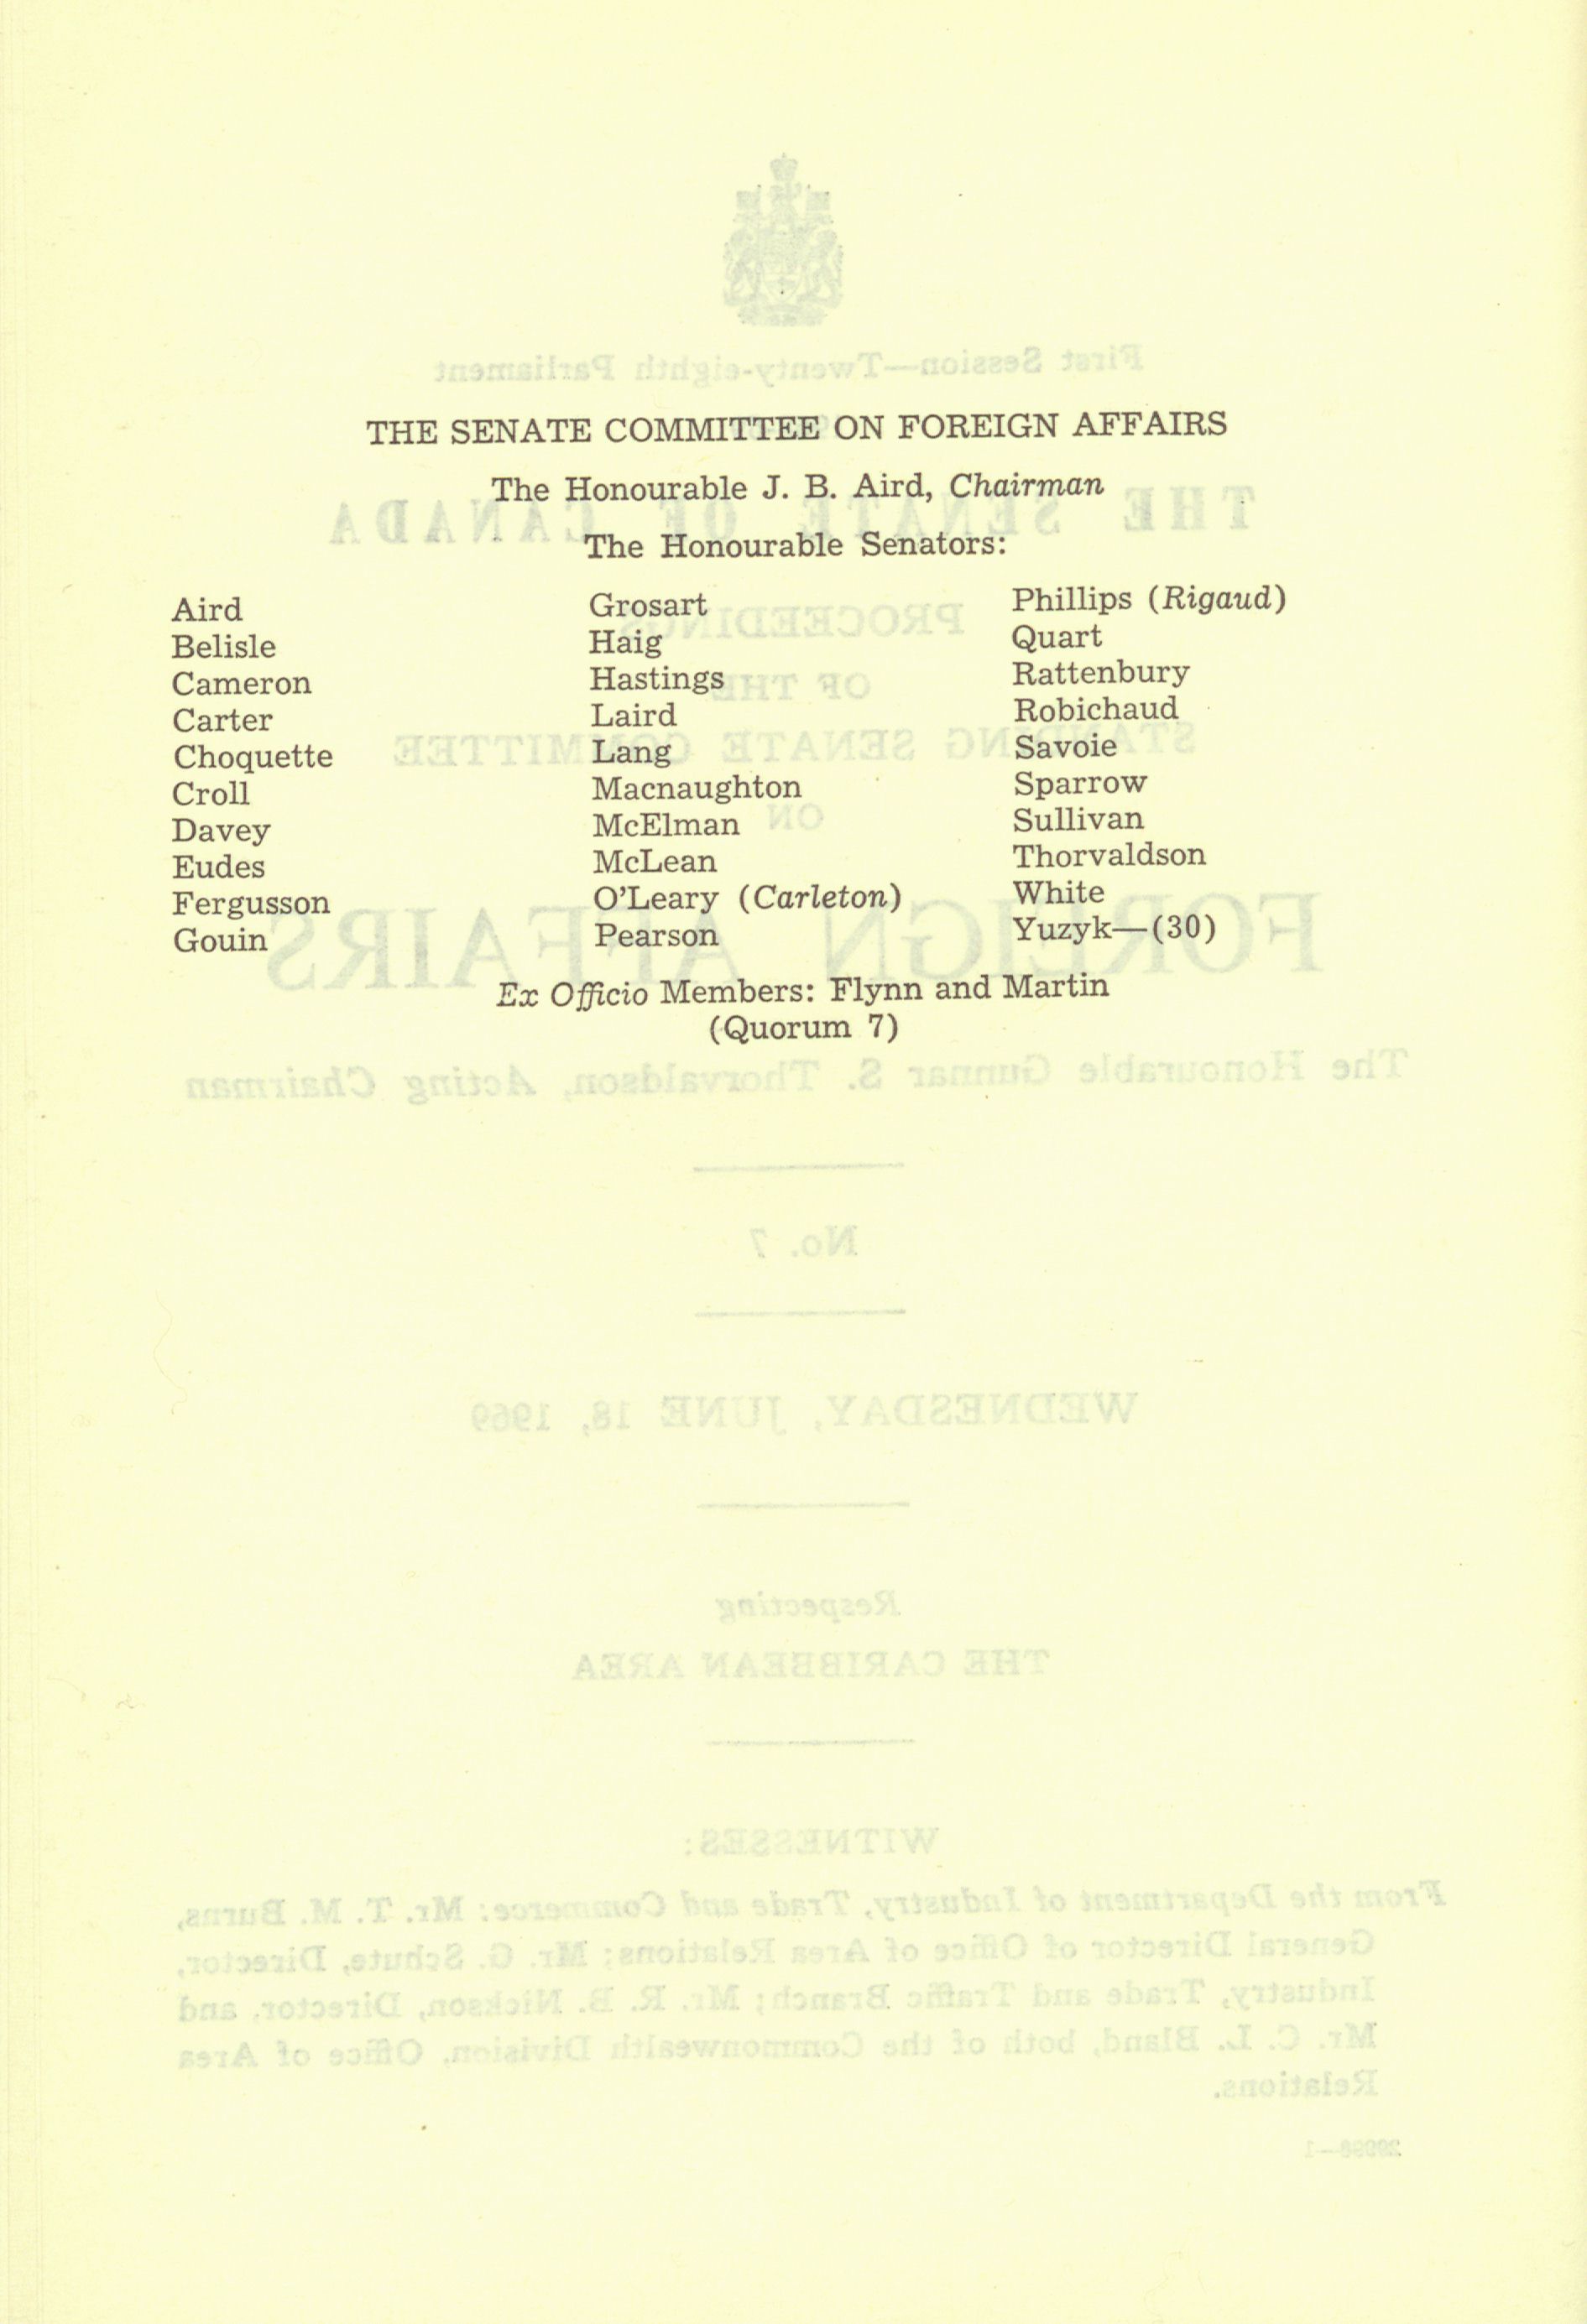 THE SENATE COMMITTEE ON FOREIGN AFFAIRS
The Honourable J. B. Aird, Chairman
The Honourable Senators:
Aird
Belisle
Cameron
Carter
Choquette
Croll
Davey
Eudes
Fergusson
Gouin
Grosart
Haig
Hastings
Laird
Lang
Macnaughton
McElman
McLean
O'Leary (Carleton)
Pearson
Phillips (Rigaud)
Quart
Rattenbury
Robichaud
Savoie
Sparrow
Sullivan
Thorvaldson
White
Yuzyk—(30)
Ex Officio Members: Flynn and Martin
(Quorum 7)